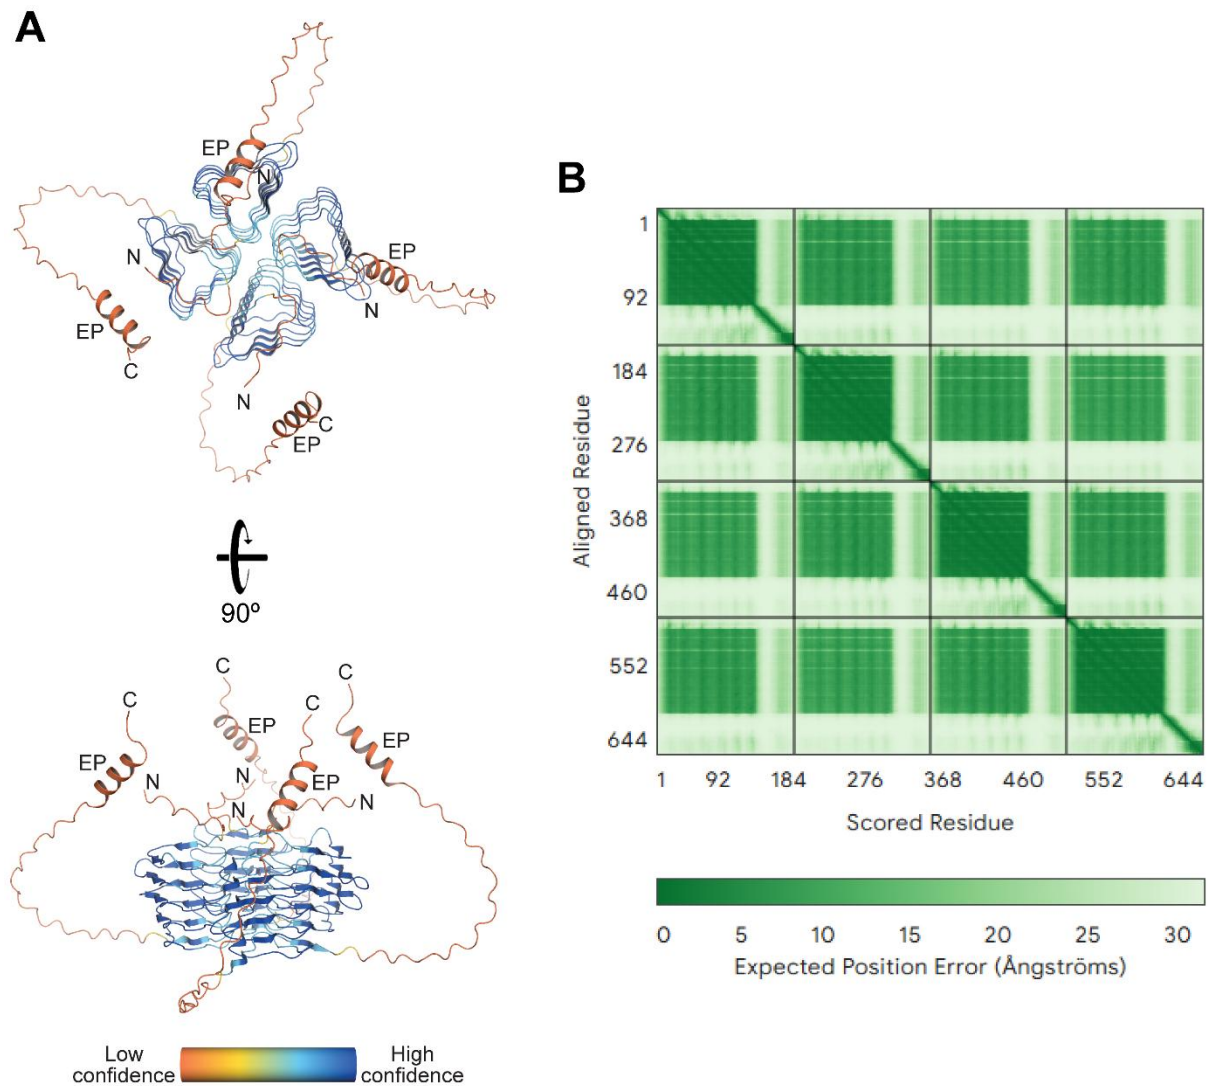 A
EP
N
N
EP
EP
N
C
N
C
EP
90º
C
C
C
EP
EP
EP
EP
N
N
N
N
Low confidence
High confidence
B
Aligned Residue
1
92
184
276
368
460
552
644
1 92 184 276 368 460 552 644
Scored Residue
0 5 10 15 20 25 30
Expected Position Error (Ångströms)